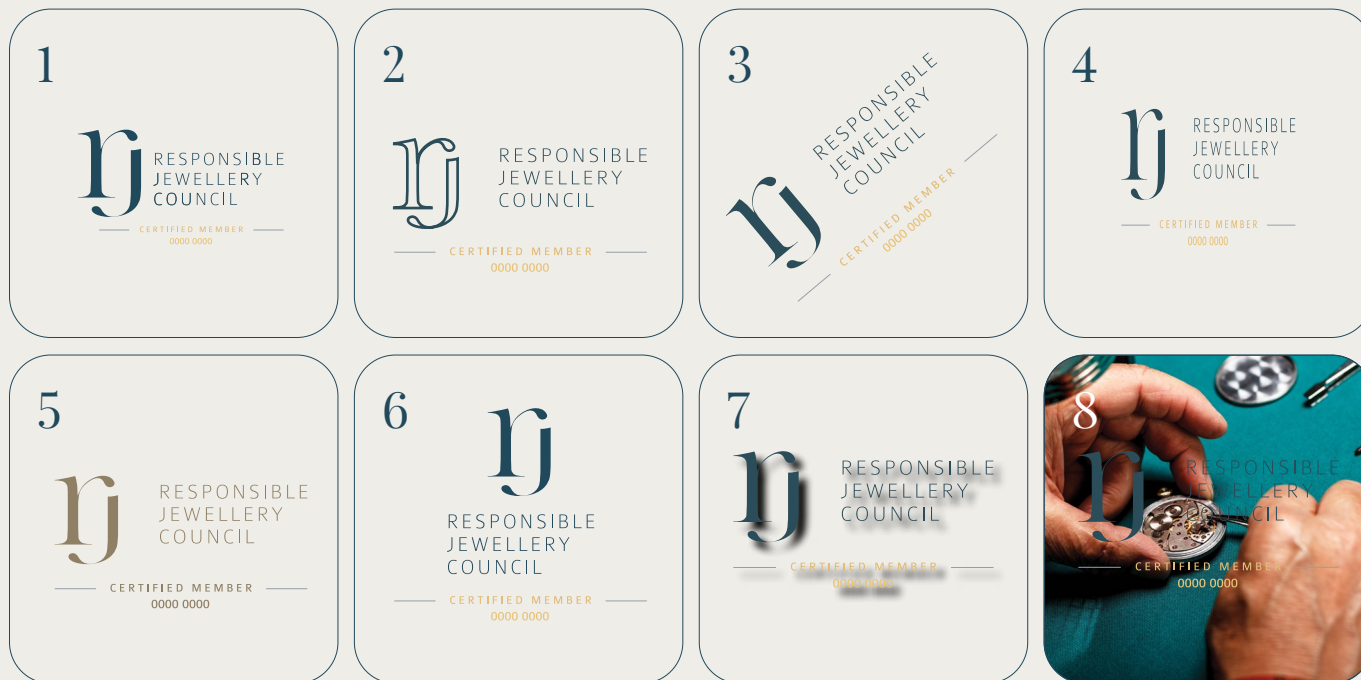 1
rj
RESPONSIBLE
JEWELLERY
COUNCIL
CERTIFIED MEMBER
0000 0000
2
rj
RESPONSIBLE
JEWELLERY
COUNCIL
CERTIFIED MEMBER
0000 0000
3
rj
RESPONSIBLE
JEWELLERY
COUNCIL
CERTIFIED MEMBER
0000 0000
4
rj
RESPONSIBLE
JEWELLERY
COUNCIL
CERTIFIED MEMBER
0000 0000
5
rj
RESPONSIBLE
JEWELLERY
COUNCIL
CERTIFIED MEMBER
0000 0000
6
rj
RESPONSIBLE
JEWELLERY
COUNCIL
CERTIFIED MEMBER
0000 0000
7
rj
RESPONSIBLE
JEWELLERY
COUNCIL
CERTIFIED MEMBER
0000 0000
8
rj
RESPONSIBLE
JEWELLERY
COUNCIL
CERTIFIED MEMBER
0000 0000